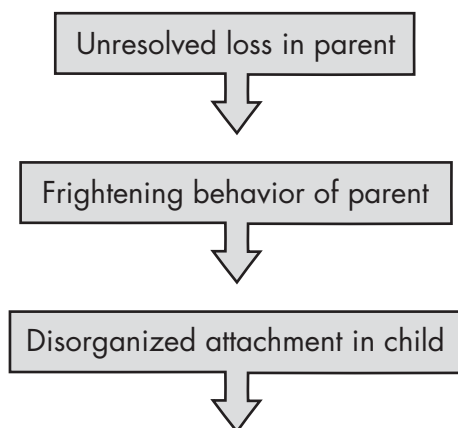 Unresolved loss in parent
Frightening behavior of parent
Disorganized attachment in child